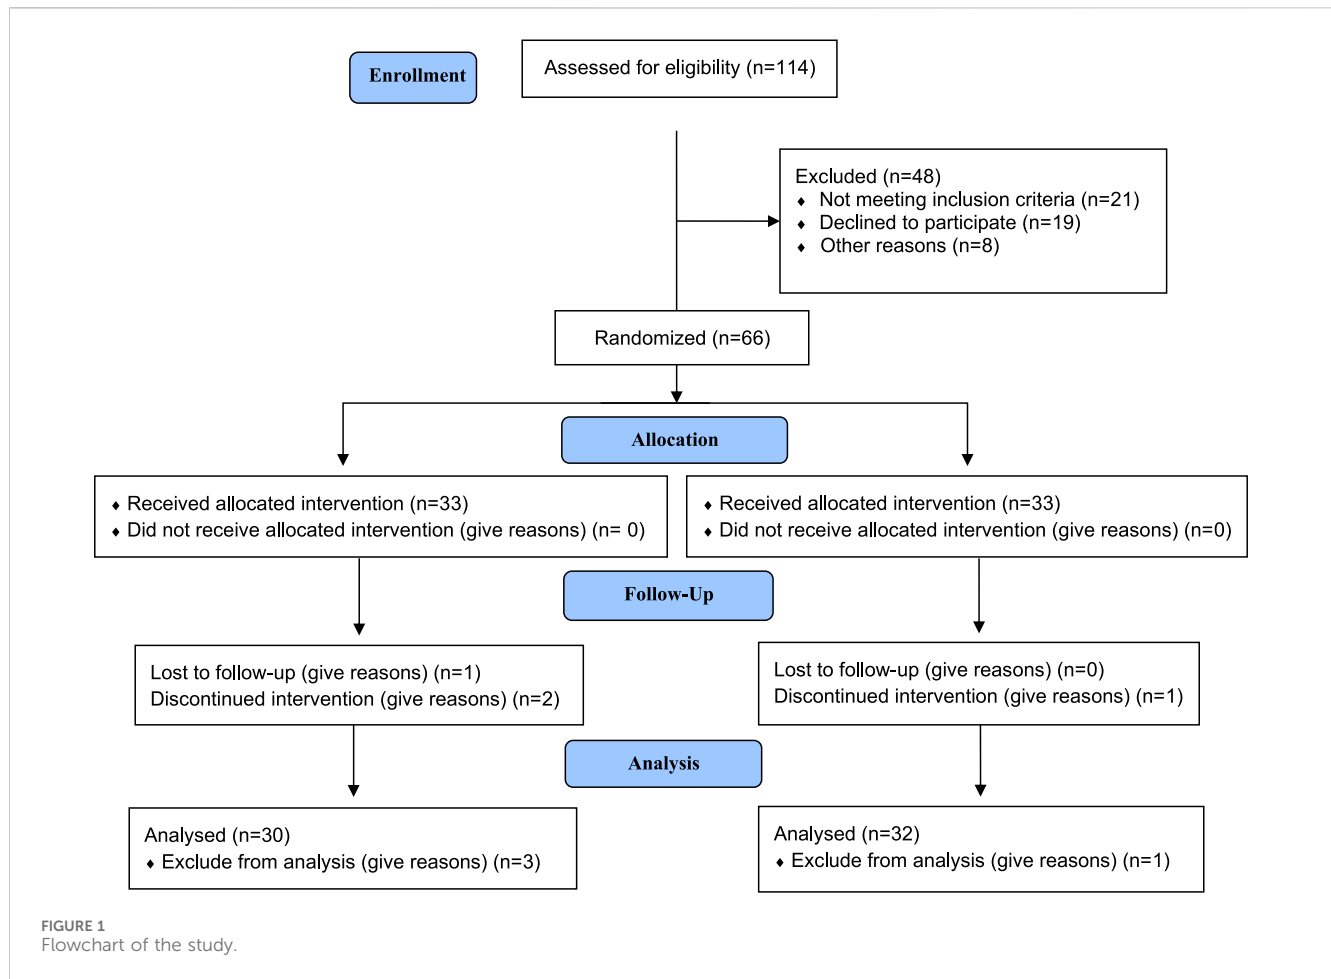 Enrollment
Assessed for eligibility (n=114)
Excluded (n=48)
♦ Not meeting inclusion criteria (n=21)
♦ Declined to participate (n=19)
♦ Other reasons (n=8)
Randomized (n=66)
Allocation
♦ Received allocated intervention (n=33)
♦ Did not receive allocated intervention (give reasons) (n= 0)
♦ Received allocated intervention (n=33)
♦ Did not receive allocated intervention (give reasons) (n=0)
Follow-Up
Lost to follow-up (give reasons) (n=1)
Discontinued intervention (give reasons) (n=2)
Lost to follow-up (give reasons) (n=0)
Discontinued intervention (give reasons) (n=1)
Analysis
Analysed (n=30)
♦ Exclude from analysis (give reasons) (n=3)
Analysed (n=32)
♦ Exclude from analysis (give reasons) (n=1)
FIGURE 1
Flowchart of the study.